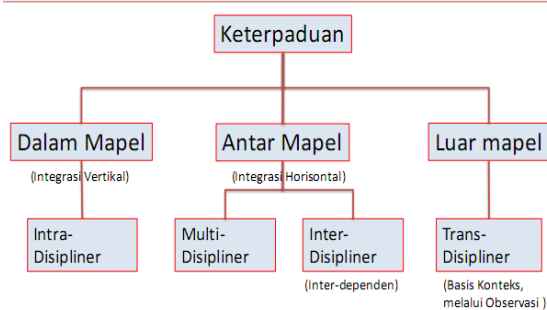 Keterpaduan
Dalam Mapel
Antar Mapel
Luar mapel
(Integrasi Vertikal)
(Integrasi Horisontal)
Intra-
Disipliner
Multi-
Disipliner
Inter-
Disipliner
Trans-
Disipliner
(Inter-dependen)
(Basis Konteks,
melalui Observasi )